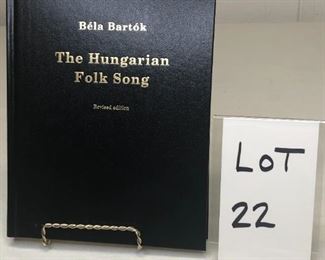 Béla Bartók
The Hungarian
Folk Song
Revised edition
LOT
22